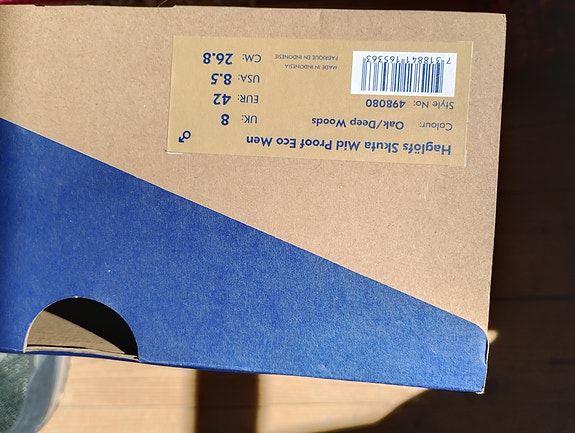 Haglöfs Skuta Mid Proof Eco Men
Colour: Oak/Deep Woods
Style No: 498080
7 318841 165363
UK: 8
EUR: 42
USA: 8.5
CM: 26.8
MADE IN INDONESIA
FABRIQUE EN INDONESIE
♂